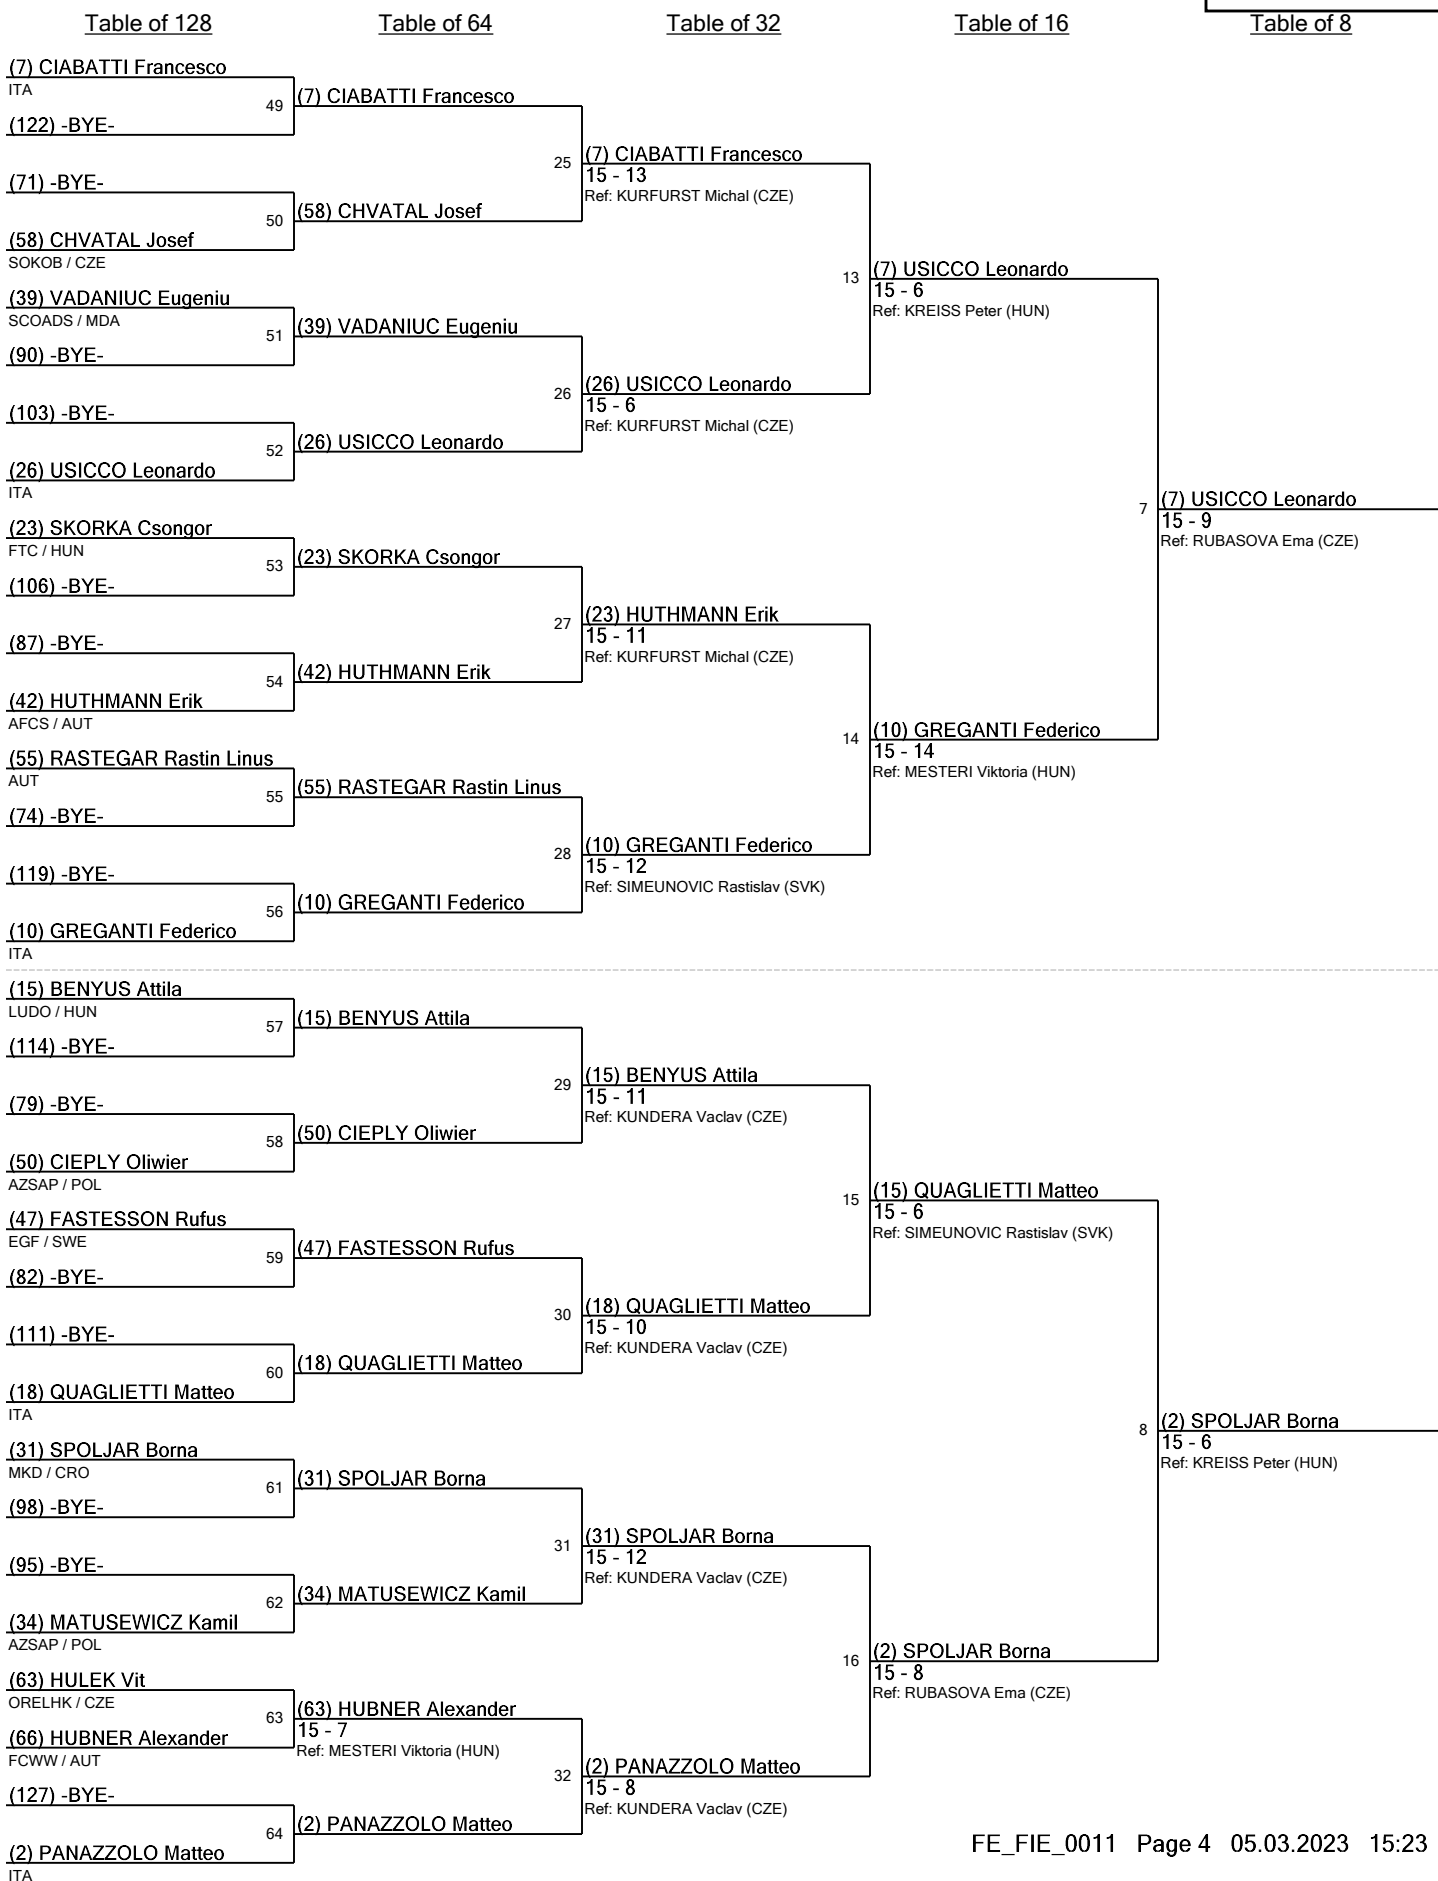 Table of 128
Table of 64
Table of 32
Table of 16
Table of 8
(7) CIABATTI Francesco
ITA
49
(122) -BYE-
(71) -BYE-
50
(58) CHVATAL Josef
SOKOB / CZE
(39) VADANIUC Eugeniu
SCOADS / MDA
51
(90) -BYE-
(103) -BYE-
52
(26) USICCO Leonardo
ITA
(23) SKORKA Csongor
FTC / HUN
53
(106) -BYE-
(87) -BYE-
54
(42) HUTHMANN Erik
AFCS / AUT
(55) RASTEGAR Rastin Linus
AUT
55
(74) -BYE-
(119) -BYE-
56
(10) GREGANTI Federico
ITA
(15) BENYUS Attila
LUDO / HUN
57
(114) -BYE-
(79) -BYE-
58
(50) CIEPLY Oliwier
AZSAP / POL
(47) FASTESSON Rufus
EGF / SWE
59
(82) -BYE-
(111) -BYE-
60
(18) QUAGLIETTI Matteo
ITA
(31) SPOLJAR Borna
MKD / CRO
61
(98) -BYE-
(95) -BYE-
62
(34) MATUSEWICZ Kamil
AZSAP / POL
(63) HULEK Vit
ORELHK / CZE
63
(66) HUBNER Alexander
FCWW / AUT
(127) -BYE-
64
(2) PANAZZOLO Matteo
ITA
(7) CIABATTI Francesco
25
(58) CHVATAL Josef
(39) VADANIUC Eugeniu
26
(26) USICCO Leonardo
(23) SKORKA Csongor
27
(42) HUTHMANN Erik
(55) RASTEGAR Rastin Linus
28
(10) GREGANTI Federico
(15) BENYUS Attila
29
(50) CIEPLY Oliwier
(47) FASTESSON Rufus
30
(18) QUAGLIETTI Matteo
(31) SPOLJAR Borna
31
(34) MATUSEWICZ Kamil
(63) HUBNER Alexander
15 - 7
Ref: MESTERI Viktoria (HUN)
32
(2) PANAZZOLO Matteo
(7) CIABATTI Francesco
15 - 13
Ref: KURFURST Michal (CZE)
13
(26) USICCO Leonardo
15 - 6
Ref: KURFURST Michal (CZE)
(23) HUTHMANN Erik
15 - 11
Ref: KURFURST Michal (CZE)
14
(10) GREGANTI Federico
15 - 12
Ref: SIMEUNOVIC Rastislav (SVK)
(15) BENYUS Attila
15 - 11
Ref: KUNDERA Vaclav (CZE)
15
(18) QUAGLIETTI Matteo
15 - 10
Ref: KUNDERA Vaclav (CZE)
(31) SPOLJAR Borna
15 - 12
Ref: KUNDERA Vaclav (CZE)
16
(2) PANAZZOLO Matteo
15 - 8
Ref: KUNDERA Vaclav (CZE)
(7) USICCO Leonardo
15 - 6
Ref: KREISS Peter (HUN)
7
(10) GREGANTI Federico
15 - 14
Ref: MESTERI Viktoria (HUN)
(15) QUAGLIETTI Matteo
15 - 6
Ref: SIMEUNOVIC Rastislav (SVK)
8
(2) SPOLJAR Borna
15 - 8
Ref: RUBASOVA Ema (CZE)
(7) USICCO Leonardo
15 - 9
Ref: RUBASOVA Ema (CZE)
(2) SPOLJAR Borna
15 - 6
Ref: KREISS Peter (HUN)
FE_FIE_0011 Page 4 05.03.2023 15:23